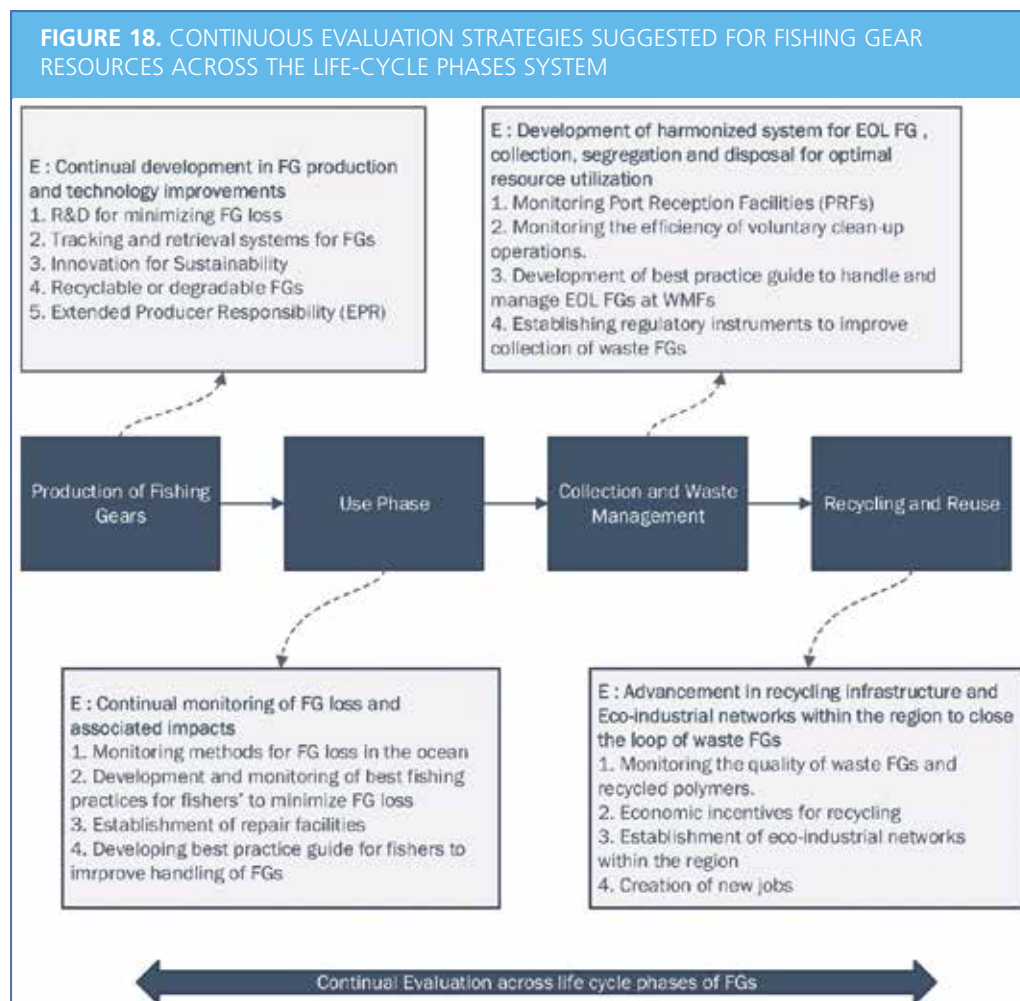 FIGURE 18. CONTINUOUS EVALUATION STRATEGIES SUGGESTED FOR FISHING GEAR
RESOURCES ACROSS THE LIFE-CYCLE PHASES SYSTEM
E : Continual development in FG production
and technology improvements
1. R&D for minimizing FG loss
2. Tracking and retrieval systems for FGs
3. Innovation for Sustainability
4. Recyclable or degradable FGs
5. Extended Producer Responsibility (EPR)
E : Development of harmonized system for EOL FG ,
collection, segregation and disposal for optimal
resource utilization
1. Monitoring Port Reception Facilities (PRFs)
2. Monitoring the efficiency of voluntary clean-up
operations.
3. Development of best practice guide to handle and
manage EOL FGs at WMFs
4. Establishing regulatory instruments to improve
collection of waste FGs
Production of Fishing
Gears
Use Phase
Collection and Waste
Management
Recycling and Reuse
E : Continual monitoring of FG loss and
associated impacts
1. Monitoring methods for FG loss in the ocean
2. Development and monitoring of best fishing
practices for fishers' to minimize FG loss
3. Establishment of repair facilities
4. Developing best practice guide for fishers to
imrprove handling of FGs
E : Advancement in recycling infrastructure and
Eco-industrial networks within the region to close
the loop of waste FGs
1. Monitoring the quality of waste FGs and
recycled polymers.
2. Economic incentives for recycling
3. Establishment of eco-industrial networks
within the region
4. Creation of new jobs
Continual Evaluation across life cycle phases of FGs